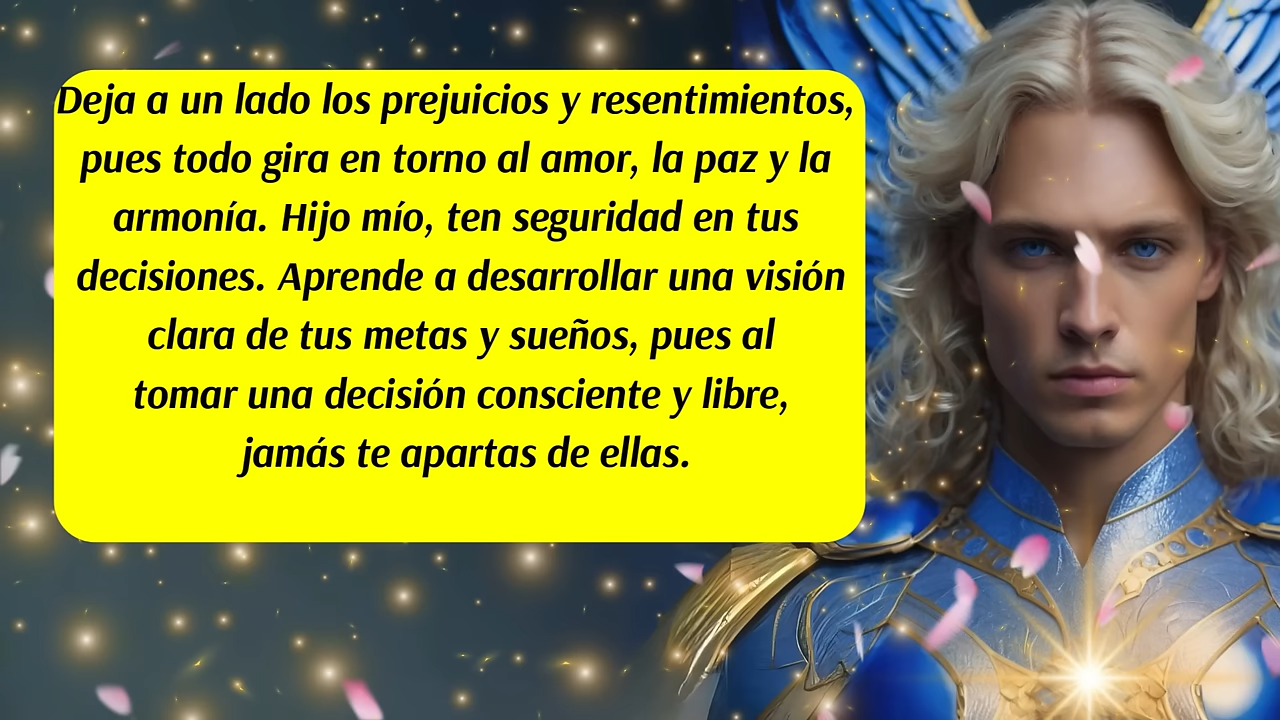 Deja a un lado los prejuicios y resentimientos,
pues todo gira en torno al amor, la paz y la
armonía. Hijo mío, ten seguridad en tus
decisiones. Aprende a desarrollar una visión
clara de tus metas y sueños, pues al
tomar una decisión consciente y libre,
jamás te apartas de ellas.